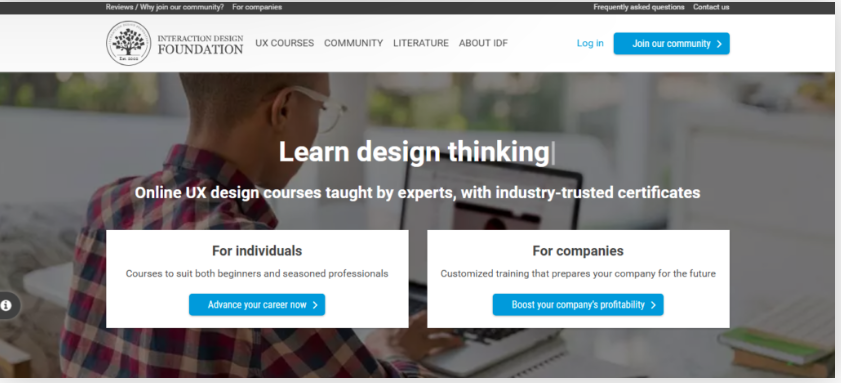 Reviews / Why join our community? For companies Frequently asked questions Contact us
INTERACTION DESIGN
FOUNDATION
Est. 2002
UX COURSES COMMUNITY LITERATURE ABOUT IDF Log in Join our community >
Learn design thinking|
Online UX design courses taught by experts, with industry-trusted certificates
For individuals
Courses to suit both beginners and seasoned professionals
Advance your career now >
For companies
Customized training that prepares your company for the future
Boost your company's profitability >